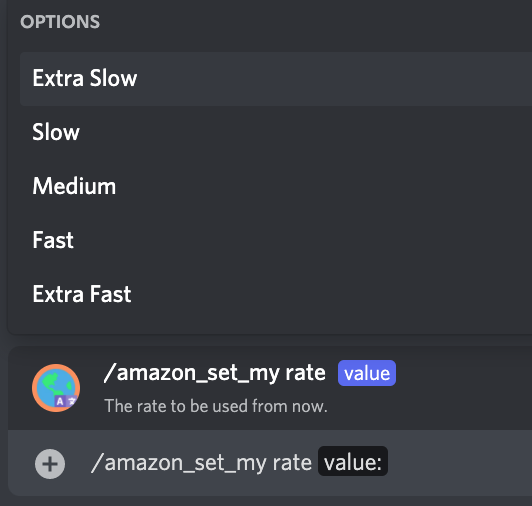 OPTIONS
Extra Slow
Slow
Medium
Fast
Extra Fast
/amazon_set_my rate value
The rate to be used from now.
/amazon_set_my rate value: